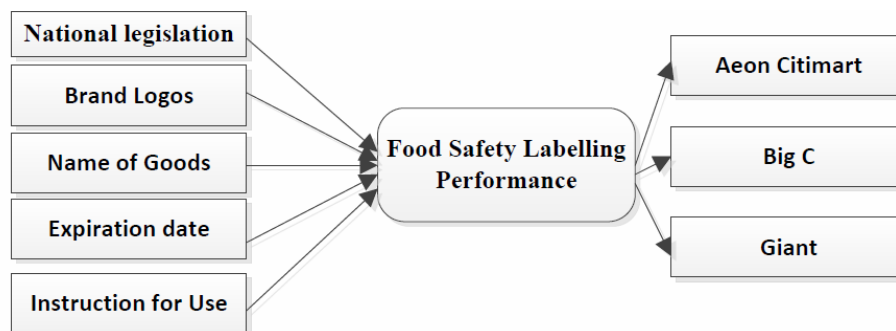 National legislation
Brand Logos
Name of Goods
Expiration date
Instruction for Use
Food Safety Labelling
Performance
Aeon Citimart
Big C
Giant